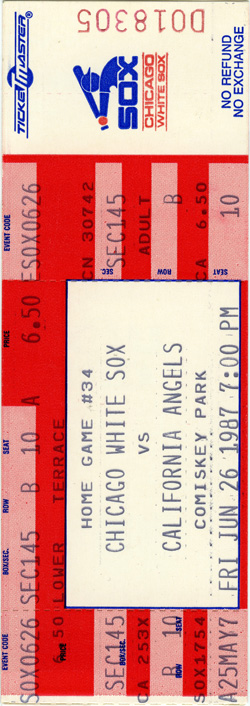 TICKETMASTER
SOX
CHICAGO
WHITE SOX
D018305
NO REFUND
NO EXCHANGE
EVENT CODE
ESOX0626
PRICE
6.50
A
SEAT
10
ROW
B
BOX/SEC.
SEC145
EVENT CODE
SOX0626
CN 30742
SEC.
SEC145
ADULT
ROW
B
CA 6.50
SEAT
10
LOWER TERRACE
PRICE
6.50
HOME GAME #34
CHICAGO WHITE SOX
VS
CALIFORNIA ANGELS
COMISKEY PARK
FRI JUN 26 1987 7:00 PM
BOX/SEC.
SEC145
CA 253X
ROW
B
SEAT
10
SOX1754
A25MAY7